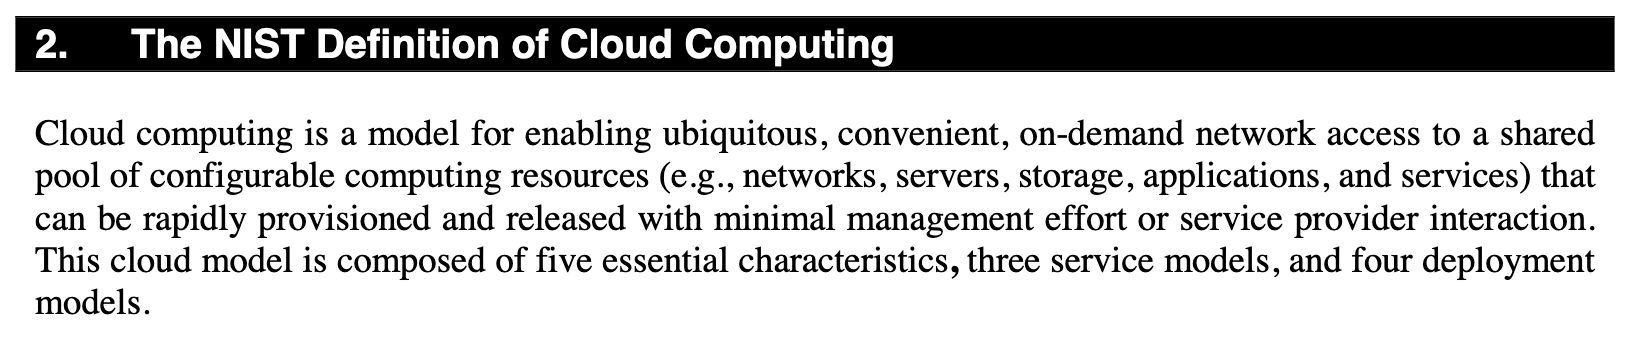 2. The NIST Definition of Cloud Computing
Cloud computing is a model for enabling ubiquitous, convenient, on-demand network access to a shared
pool of configurable computing resources (e.g., networks, servers, storage, applications, and services) that
can be rapidly provisioned and released with minimal management effort or service provider interaction.
This cloud model is composed of five essential characteristics, three service models, and four deployment
models.